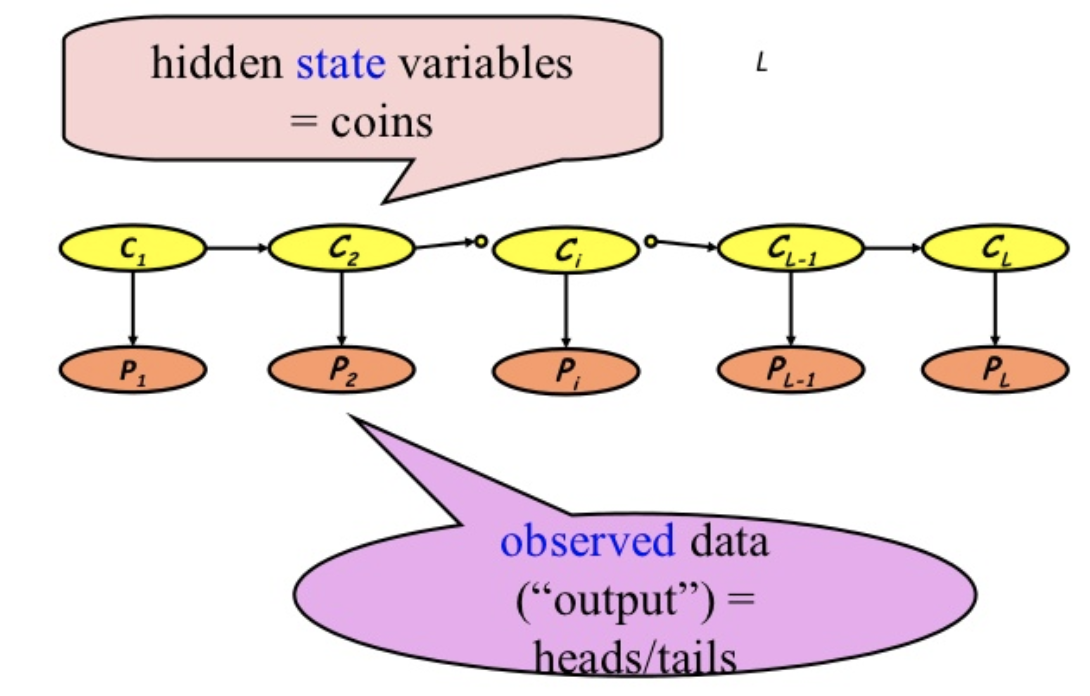 hidden state variables
= coins
L
C1 C2 Ci CL-1 CL
P1 P2 Pi PL-1 PL
observed data
(“output”) =
heads/tails